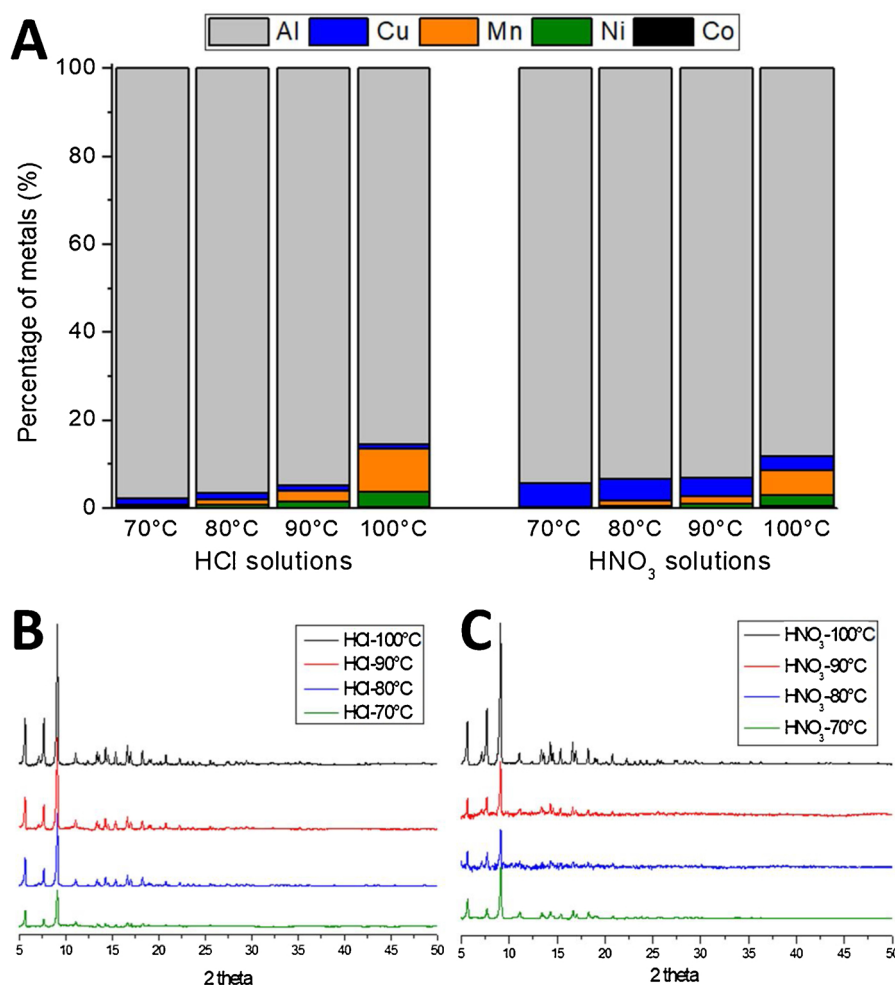 Al Cu Mn Ni Co
A
Percentage of metals (%)
100
80
60
40
20
0
70°C 80°C 90°C 100°C 70°C 80°C 90°C 100°C
HCl solutions HNO₃ solutions
B
HCl-100°C
HCl-90°C
HCl-80°C
HCl-70°C
5 10 15 20 25 30 35 40 45 50
2 theta
C
HNO₃-100°C
HNO₃-90°C
HNO₃-80°C
HNO₃-70°C
5 10 15 20 25 30 35 40 45 50
2 theta